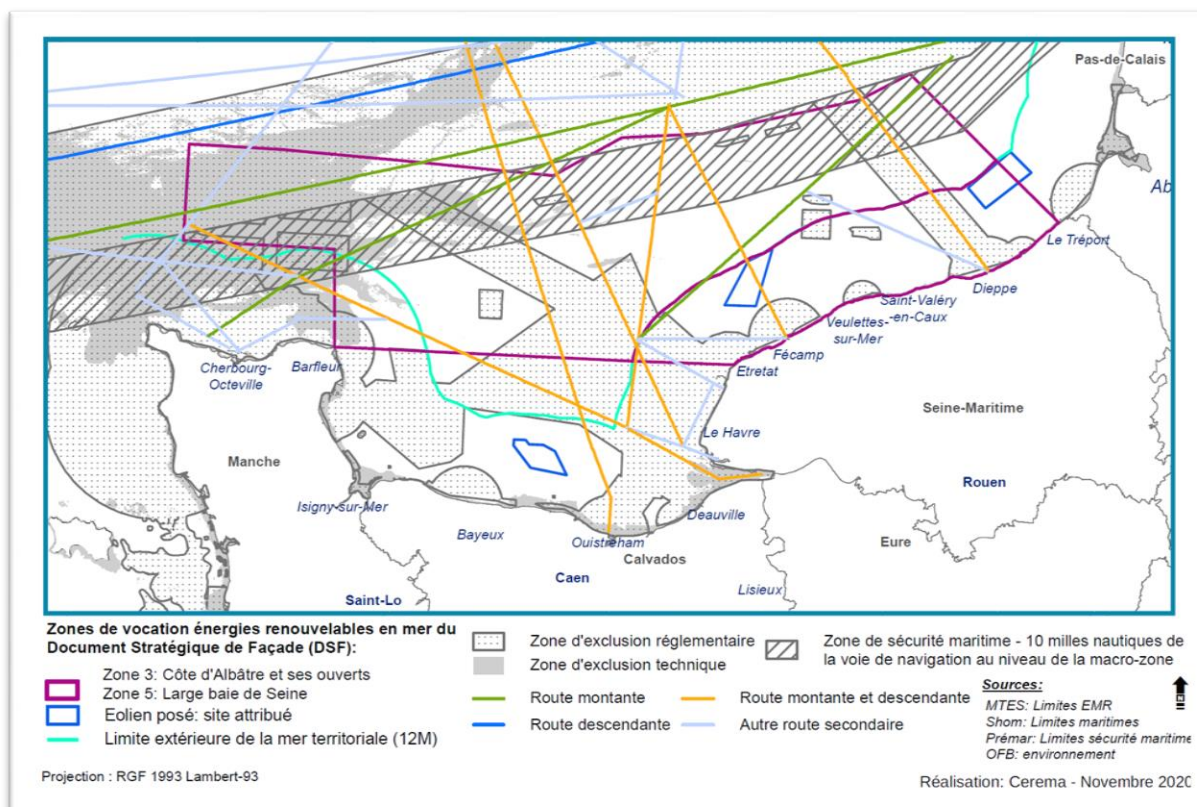 Pas-de-Calais
Ab
Le Tréport
Dieppe
Saint-Valéry
-en-Caux
Veulettes-
sur-Mer
Fécamp
Etretat
Cherbourg-
Octeville
Barfleur
Seine-Maritime
Le Havre
Manche
Rouen
Isigny-sur-Mer
Deauville
Bayeux
Ouistreham
Eure
Calvados
Caen
Lisieux
Saint-Lo
Zones de vocation énergies renouvelables en mer du
Document Stratégique de Façade (DSF):
Zone 3: Côte d'Albâtre et ses ouverts
Zone 5: Large baie de Seine
Eolien posé: site attribué
Limite extérieure de la mer territoriale (12M)
Zone d'exclusion réglementaire
Zone d'exclusion technique
Zone de sécurité maritime - 10 milles nautiques de
la voie de navigation au niveau de la macro-zone
Route montante
Route descendante
Route montante et descendante
Autre route secondaire
Sources:
MTES: Limites EMR
Shom: Limites maritimes
Prémar: Limites sécurité maritime
OFB: environnement
Projection : RGF 1993 Lambert-93
Réalisation: Cerema - Novembre 2020